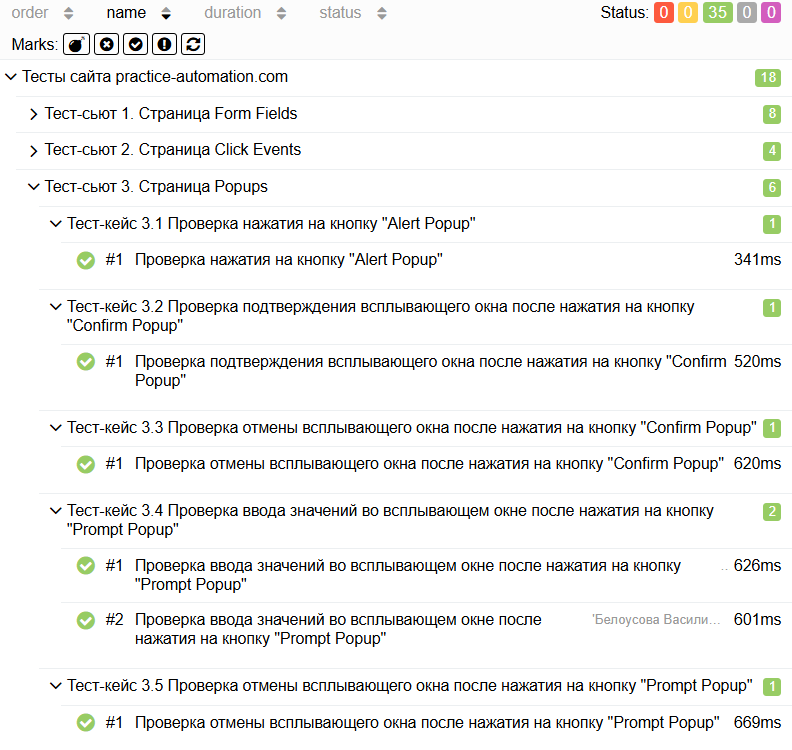 order name duration status Status: 0 0 35 0 0
Marks:
Тесты сайта practice-automation.com 18
Тест-сьют 1. Страница Form Fields 8
Тест-сьют 2. Страница Click Events 4
Тест-сьют 3. Страница Popups 6
Тест-кейс 3.1 Проверка нажатия на кнопку "Alert Popup" 1
#1 Проверка нажатия на кнопку "Alert Popup" 341ms
Тест-кейс 3.2 Проверка подтверждения всплывающего окна после нажатия на кнопку 1
"Confirm Popup"
#1 Проверка подтверждения всплывающего окна после нажатия на кнопку "Confirm 520ms
Popup"
Тест-кейс 3.3 Проверка отмены всплывающего окна после нажатия на кнопку "Confirm Popup" 1
#1 Проверка отмены всплывающего окна после нажатия на кнопку "Confirm Popup" 620ms
Тест-кейс 3.4 Проверка ввода значений во всплывающем окне после нажатия на кнопку 2
"Prompt Popup"
#1 Проверка ввода значений во всплывающем окне после нажатия на кнопку .. 626ms
"Prompt Popup"
#2 Проверка ввода значений во всплывающем окне после 'Белоусова Васили... 601ms
нажатия на кнопку "Prompt Popup"
Тест-кейс 3.5 Проверка отмены всплывающего окна после нажатия на кнопку "Prompt Popup" 1
#1 Проверка отмены всплывающего окна после нажатия на кнопку "Prompt Popup" 669ms